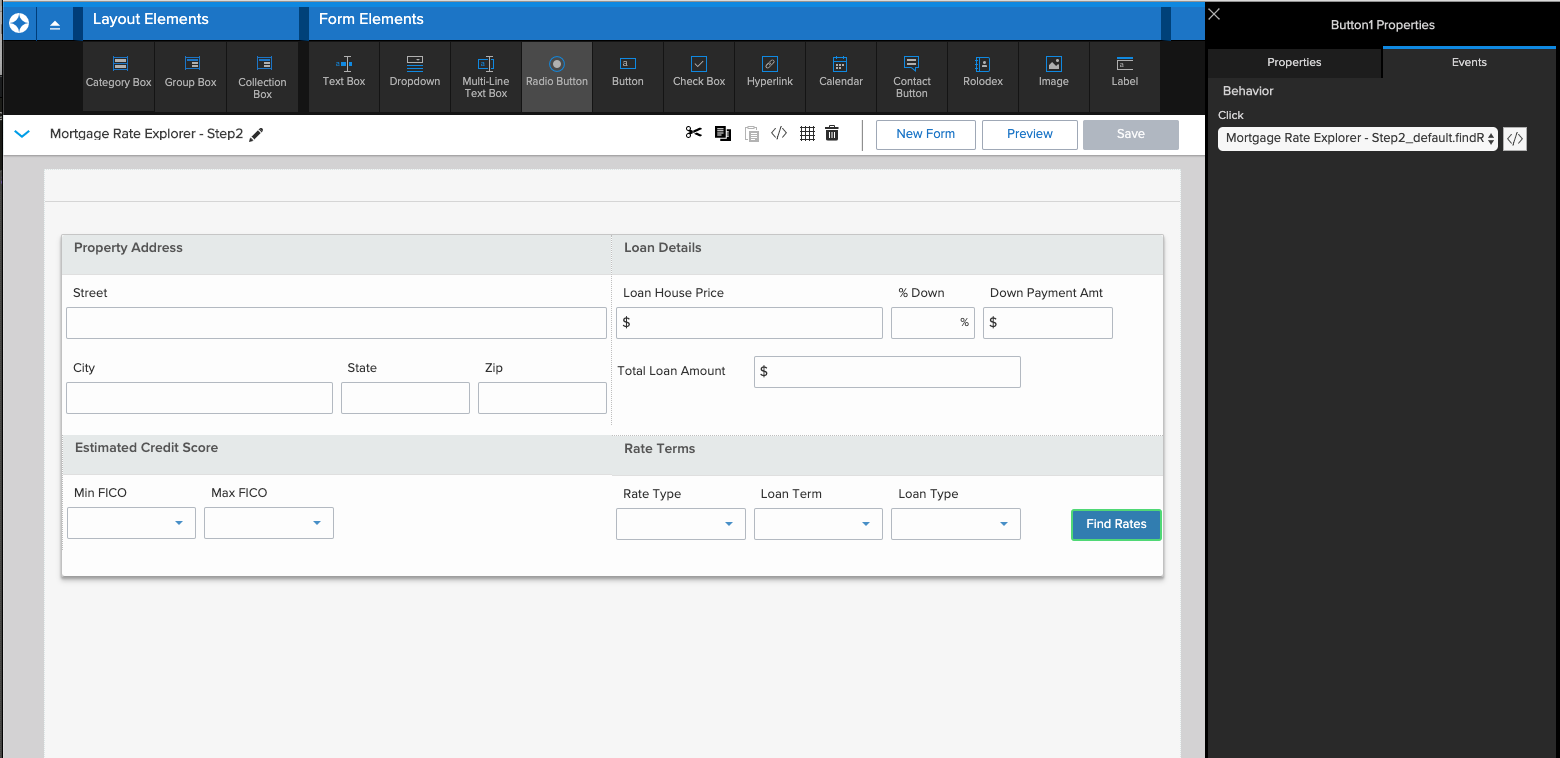 Layout Elements
Form Elements
Category Box
Group Box
Collection
Box
Text Box
Dropdown
Multi-Line
Text Box
Radio Button
Button
Check Box
Hyperlink
Calendar
Contact
Button
Rolodex
Image
Label
Mortgage Rate Explorer - Step2
New Form
Preview
Save
Property Address
Loan Details
Street
Loan House Price
% Down
Down Payment Amt
$
%
$
City
State
Zip
Total Loan Amount
$
Estimated Credit Score
Rate Terms
Min FICO
Max FICO
Rate Type
Loan Term
Loan Type
Find Rates
Button1 Properties
Properties
Events
Behavior
Click
Mortgage Rate Explorer - Step2_default.findR